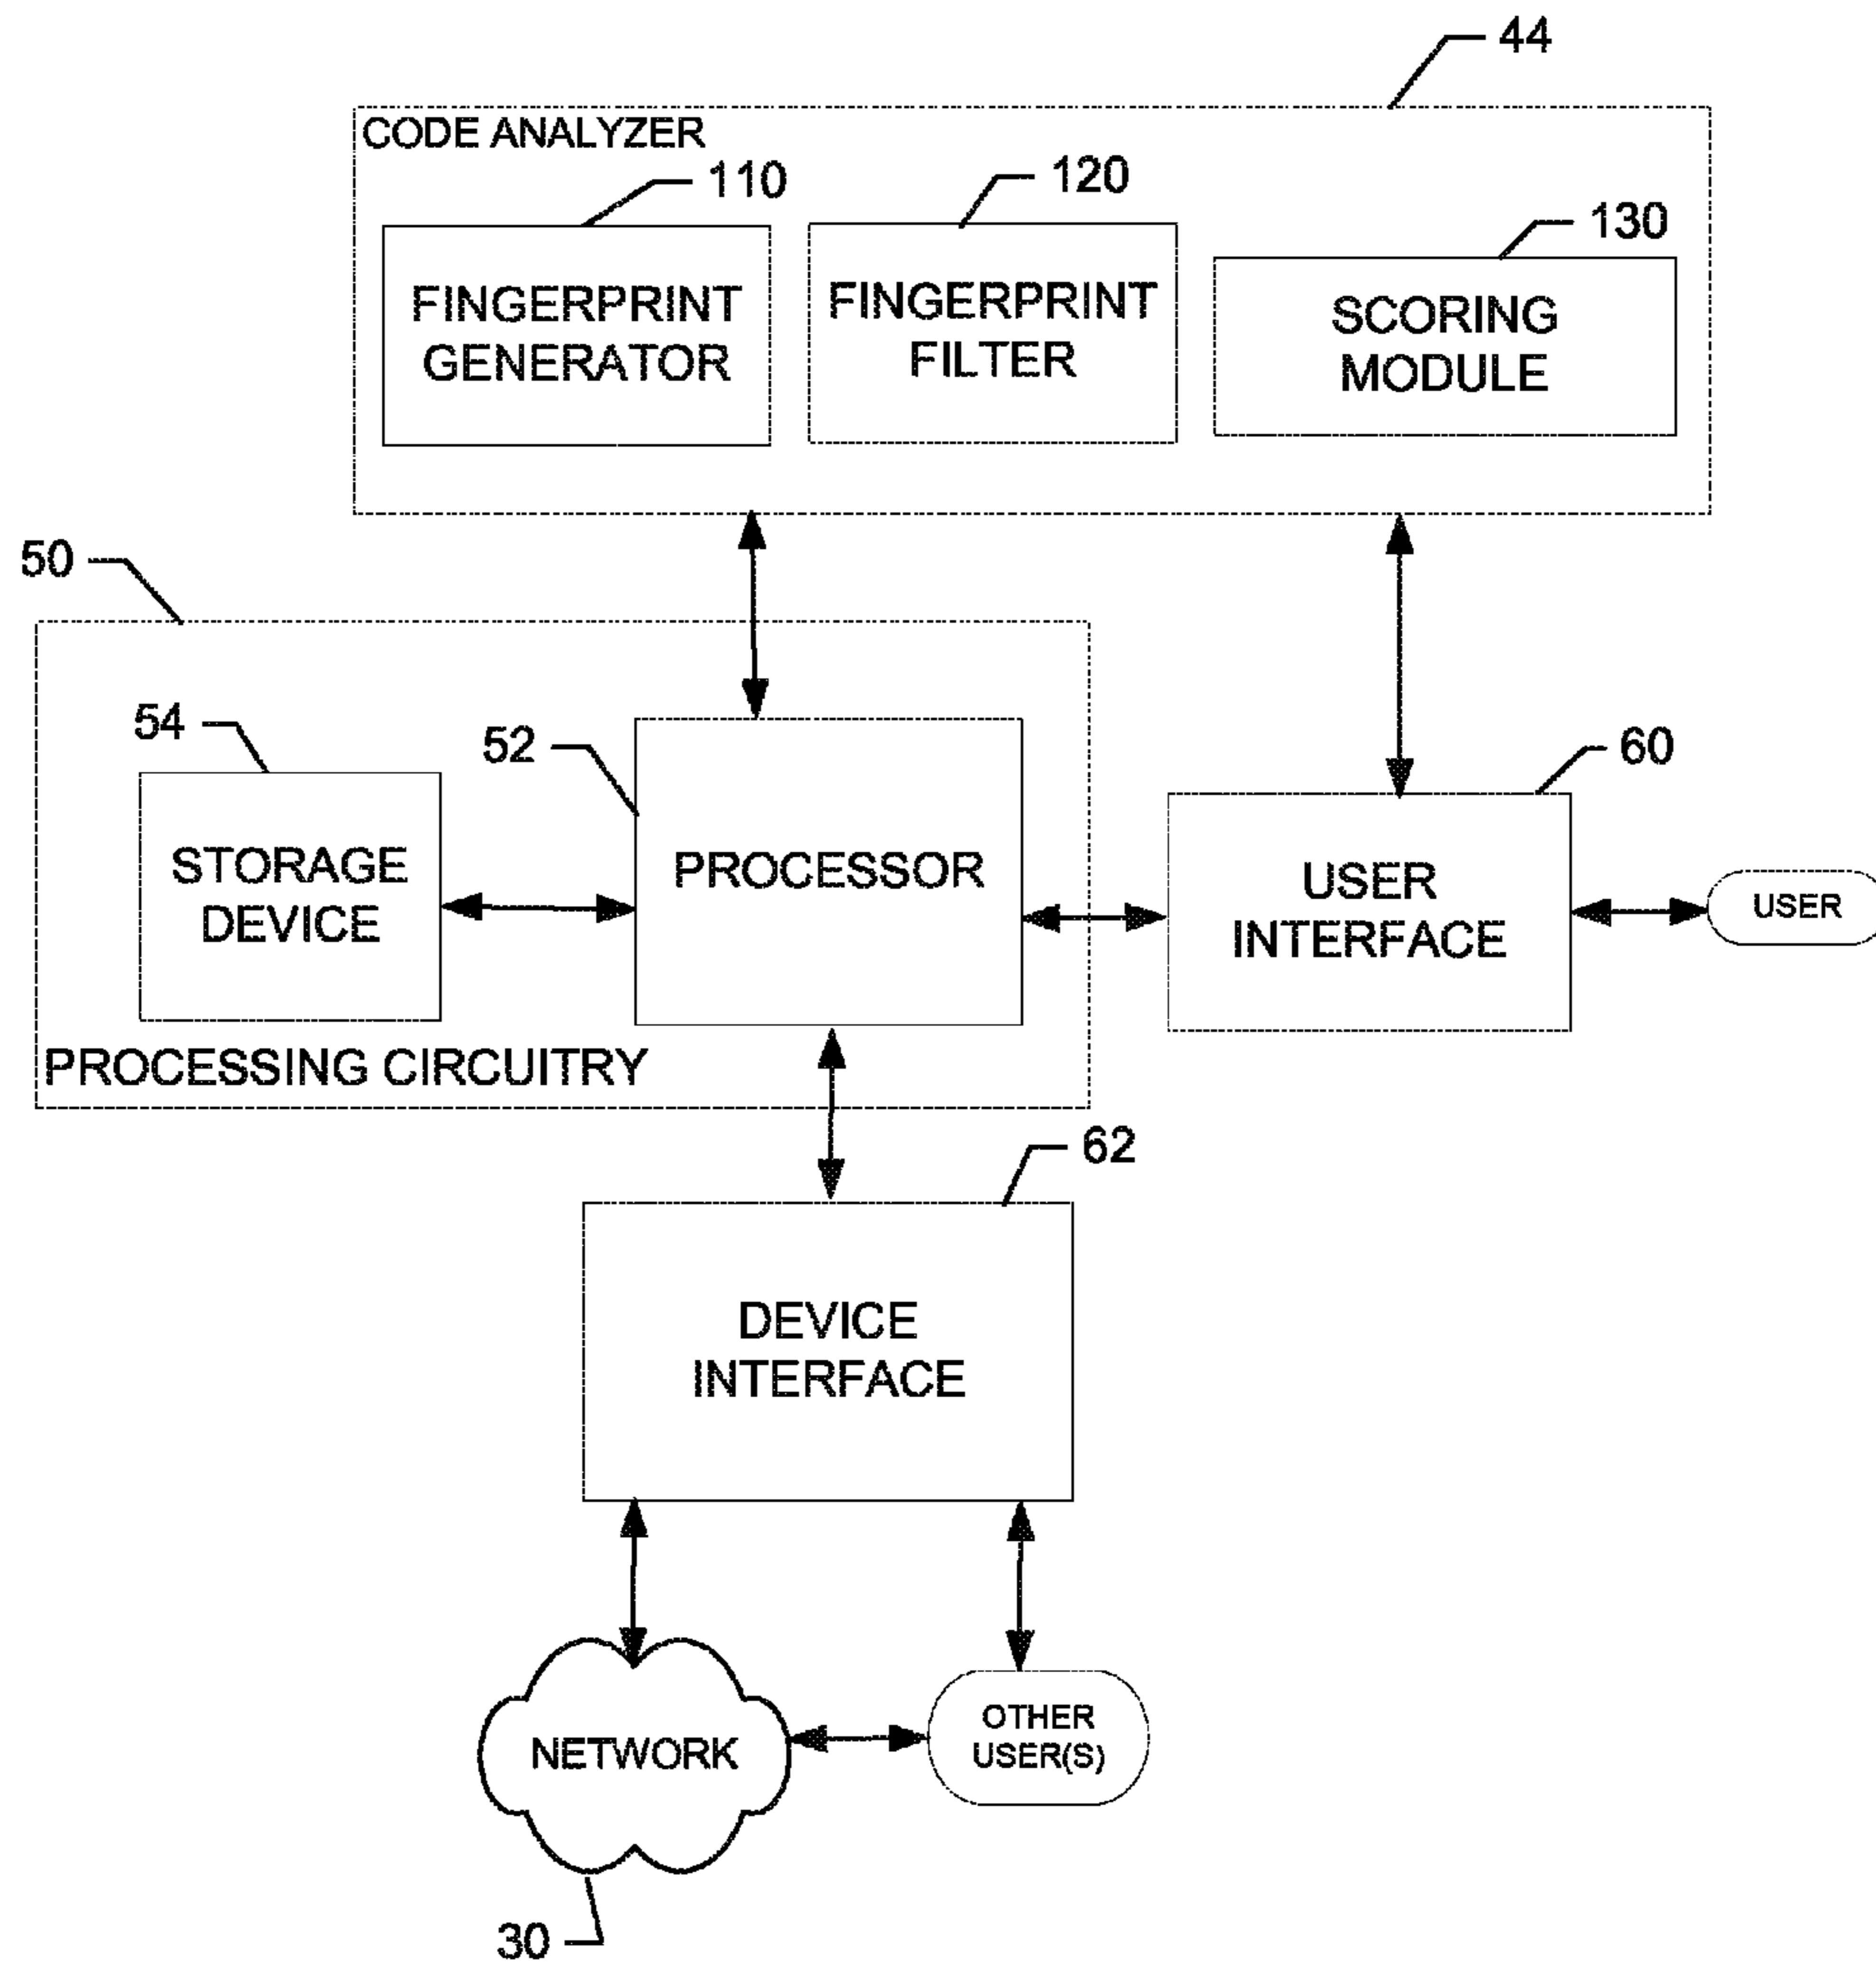 44
CODE ANALYZER
110
120
130
FINGERPRINT
GENERATOR
FINGERPRINT
FILTER
SCORING
MODULE
50
54
52
60
STORAGE
DEVICE
PROCESSOR
USER
INTERFACE
USER
PROCESSING CIRCUITRY
62
DEVICE
INTERFACE
NETWORK
OTHER
USER(S)
30